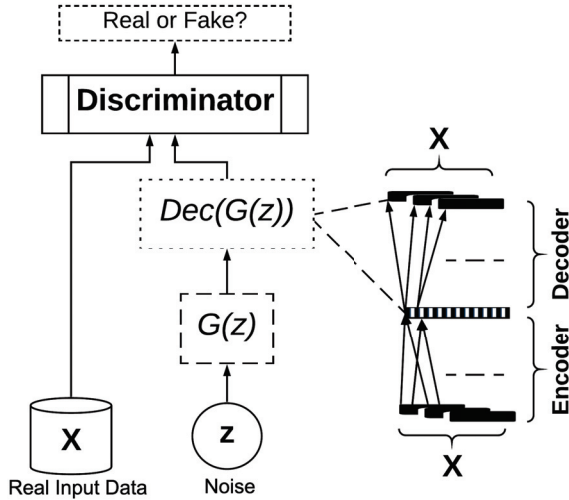 Real or Fake?
Discriminator
Dec(G(z))
G(z)
z
Noise
X
Real Input Data
X
Decoder
Encoder
X